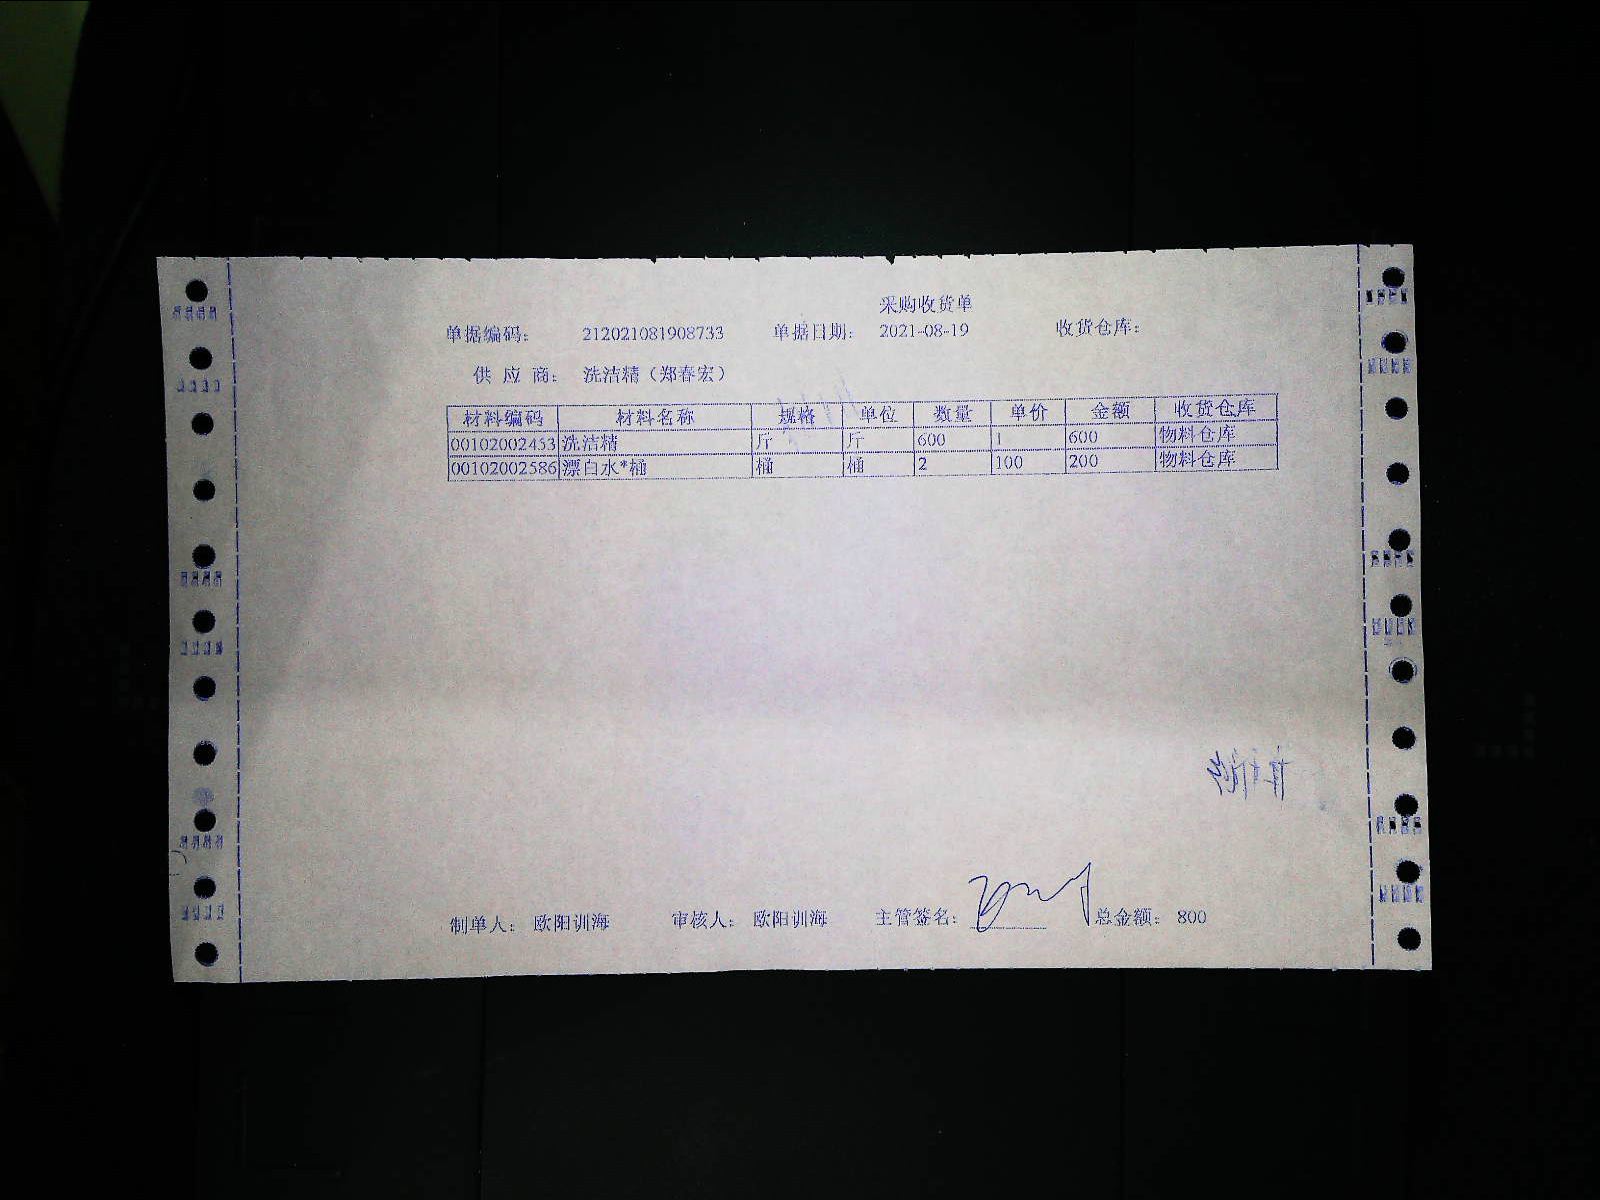 采购收货单
单据编码: 212021081908733 单据日期: 2021-08-19 收货仓库:
供 应 商: 洗洁精（郑春宏）
材料编码 材料名称 规格 单位 数量 单价 金额 收货仓库
00102002453 洗洁精 斤 斤 600 1 600 物料仓库
00102002586 漂白水*桶 桶 桶 2 100 200 物料仓库
制单人: 欧阳训海 审核人: 欧阳训海 主管签名: 总金额: 800